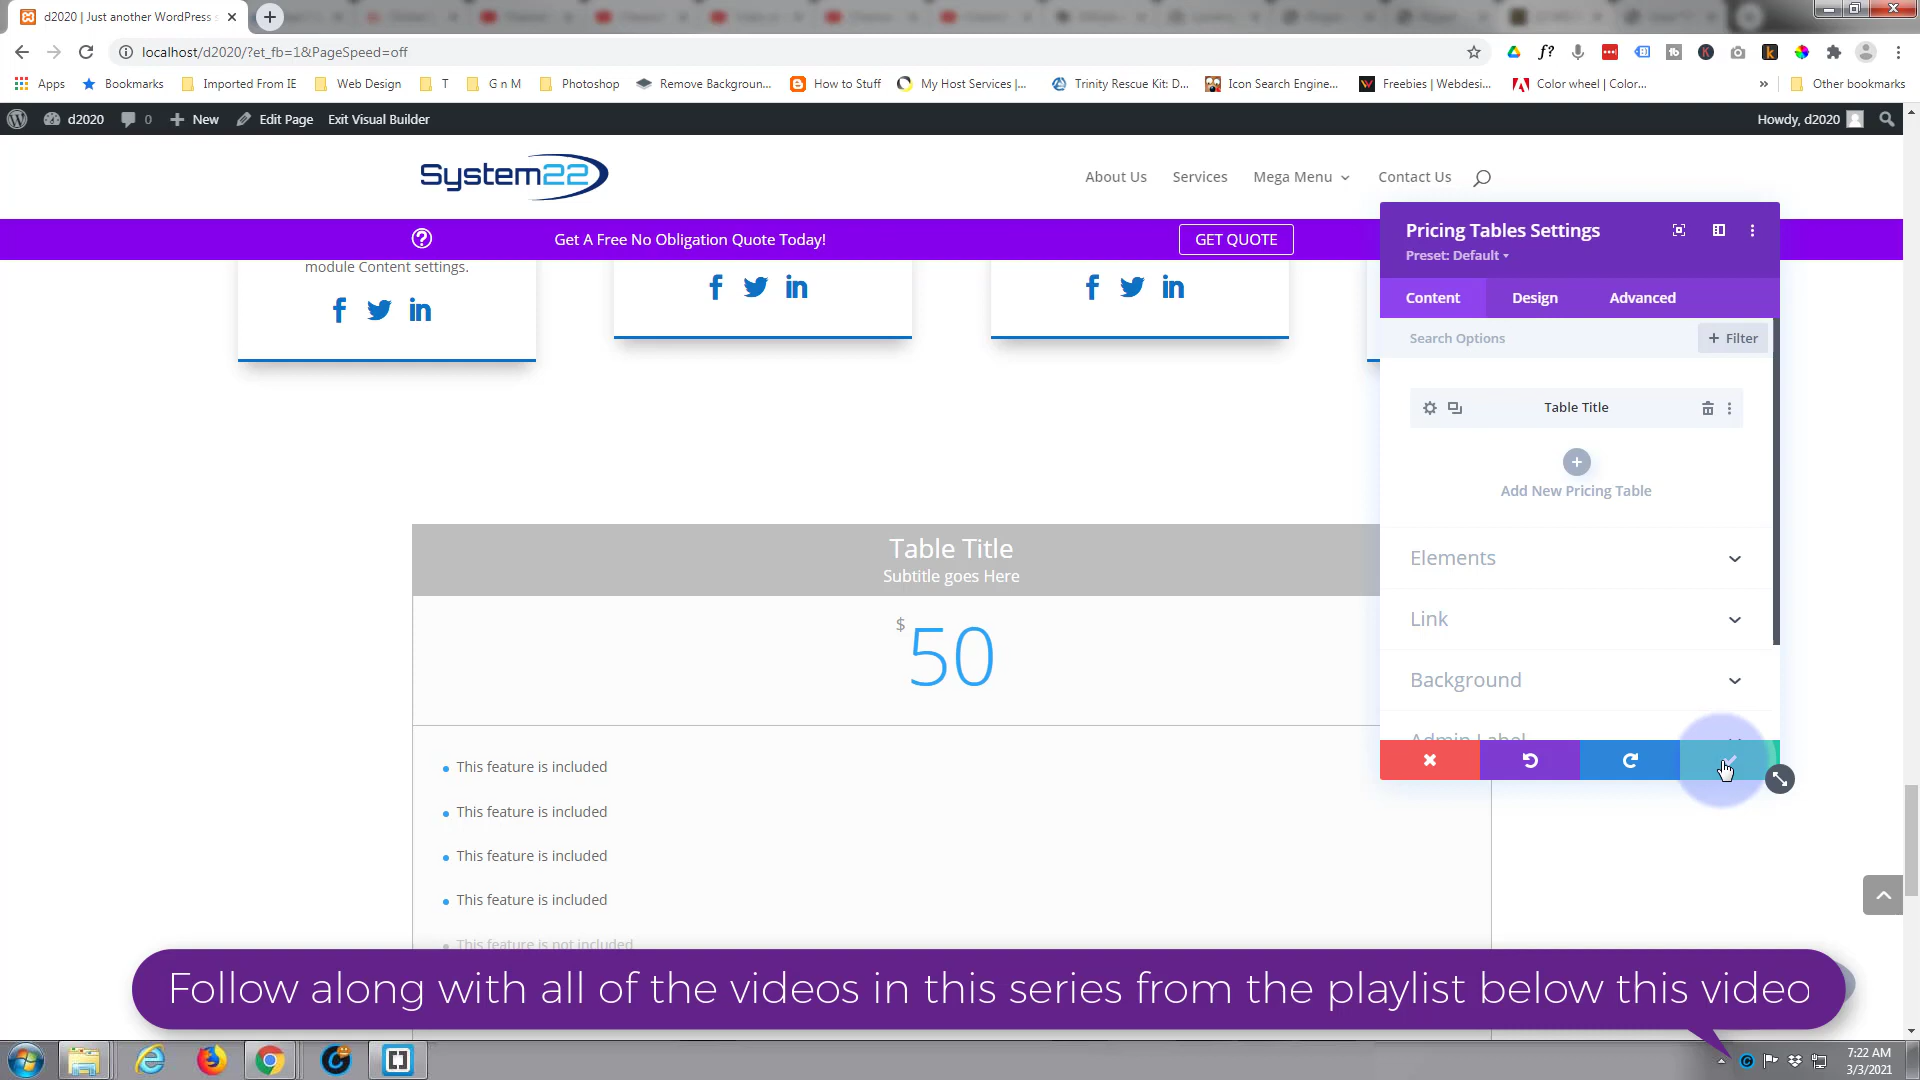 d2020 | Just another WordPress s
localhost/d2020/?et_fb=1&PageSpeed=off
Apps
Bookmarks
Imported From IE
Web Design
T
G n M
Photoshop
Remove Backgroun...
How to Stuff
My Host Services |...
Trinity Rescue Kit: D...
Icon Search Engine...
Freebies | Webdesi...
Color wheel | Color...
»
Other bookmarks
d2020
0
New
Edit Page
Exit Visual Builder
Howdy, d2020
System22
About Us
Services
Mega Menu
Contact Us
Get A Free No Obligation Quote Today!
GET QUOTE
module Content settings.
Pricing Tables Settings
Preset: Default
Content
Design
Advanced
Search Options
+ Filter
Table Title
Add New Pricing Table
Elements
Link
Background
Admin Label
Table Title
Subtitle goes Here
$ 50
This feature is included
This feature is included
This feature is included
This feature is included
This feature is not included
Follow along with all of the videos in this series from the playlist below this video
7:22 AM
3/3/2021